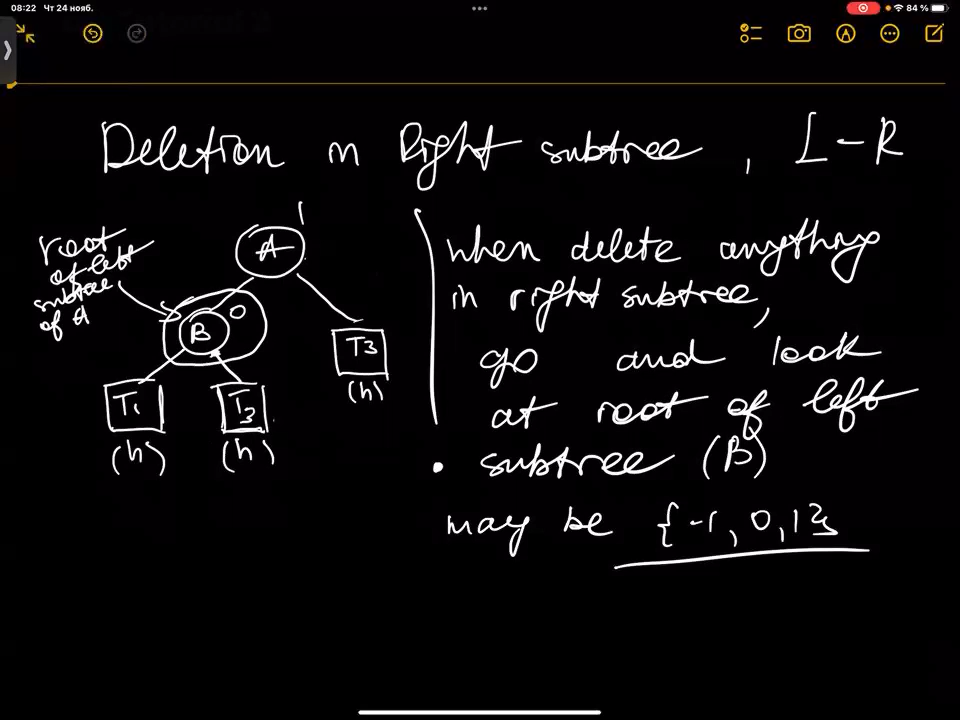 08:22 Чт 24 нояб.
84 %
Deletion in Right subtree, L-R
1
A
root
of left
subtree
of A
B
0
T3
(h)
T1
T3
(h)
(h)
when delete anything
in right subtree,
go and look
at root of left
• subtree (B)
may be {-1, 0, 1}